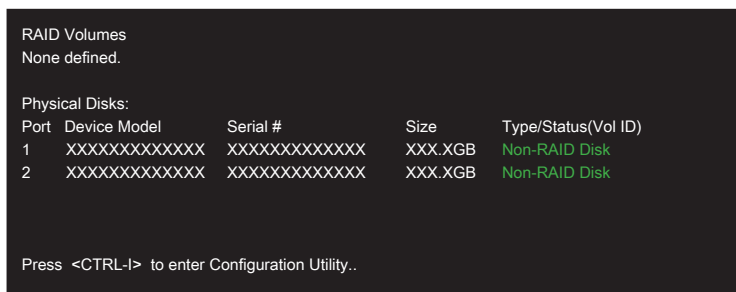 RAID Volumes
None defined.
Physical Disks:
Port Device Model Serial # Size Type/Status(Vol ID)
1 XXXXXXXXXXXXX XXXXXXXXXXXXX XXX.XGB Non-RAID Disk
2 XXXXXXXXXXXXX XXXXXXXXXXXXX XXX.XGB Non-RAID Disk
Press <CTRL-I> to enter Configuration Utility..